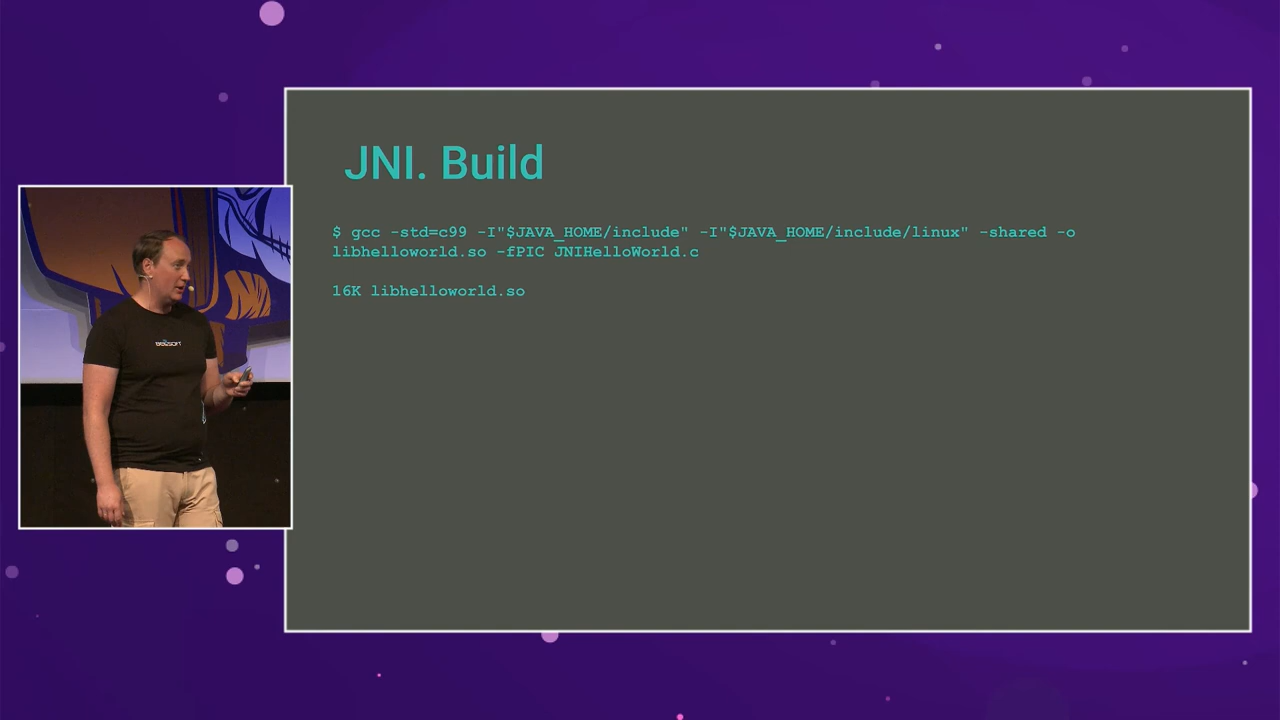 JNI. Build
$ gcc -std=c99 -I"$JAVA_HOME/include" -I"$JAVA_HOME/include/linux" -shared -o
libhelloworld.so -fPIC JNIHelloWorld.c
16K libhelloworld.so